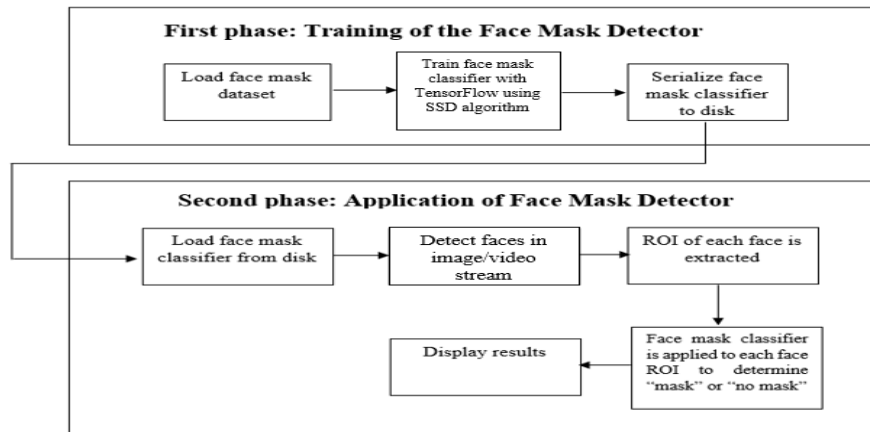 First phase: Training of the Face Mask Detector
Load face mask
dataset
Train face mask
classifier with
TensorFlow using
SSD algorithm
Serialize face
mask classifier
to disk
Second phase: Application of Face Mask Detector
Load face mask
classifier from disk
Detect faces in
image/video
stream
ROI of each face is
extracted
Face mask classifier
is applied to each face
ROI to determine
“mask” or “no mask”
Display results